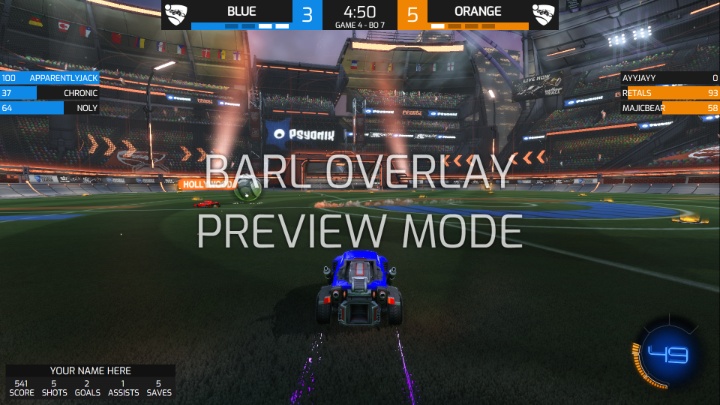 BLUE 3 4:50 5 ORANGE
GAME 4 - BO 7
100 APPARENTLYJACK
37 CHRONIC
64 NOLY
AYYJAYY 0
RETALS 93
MAJICBEAR 58
PSYONIX
BARL OVERLAY
PREVIEW MODE
49
YOUR NAME HERE
541 5 2 1 5
SCORE SHOTS GOALS ASSISTS SAVES